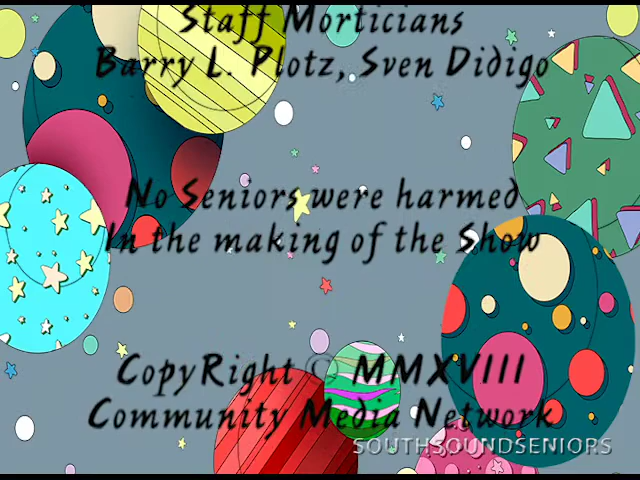 Staff Morticians
Barry L. Plotz, Sven Didigo
No Seniors were harmed
In the making of the Show
CopyRight © MMXVIII
Community Media Network
SOUTHSOUNDSENIORS